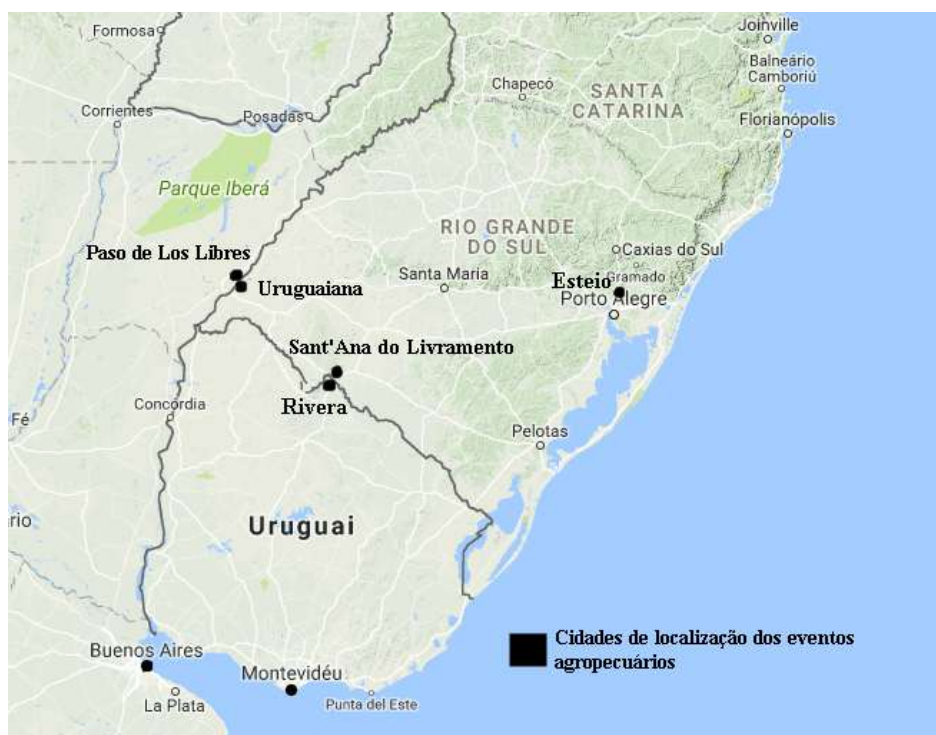 Formosa
Joinville
Balneário
Camboriú
Chapecó
SANTA
CATARINA
Corrientes
Posadas
Florianópolis
Parque Iberá
RIO GRANDE
DO SUL
Caxias do Sul
Paso de Los Libres
Santa Maria
Gramado
Esteio
Uruguaiana
Porto Alegre
Sant'Ana do Livramento
Concórdia
Rivera
Fé
Pelotas
rio
Uruguai
Cidades de localização dos eventos
agropecuários
Buenos Aires
Montevidéu
La Plata
Punta del Este